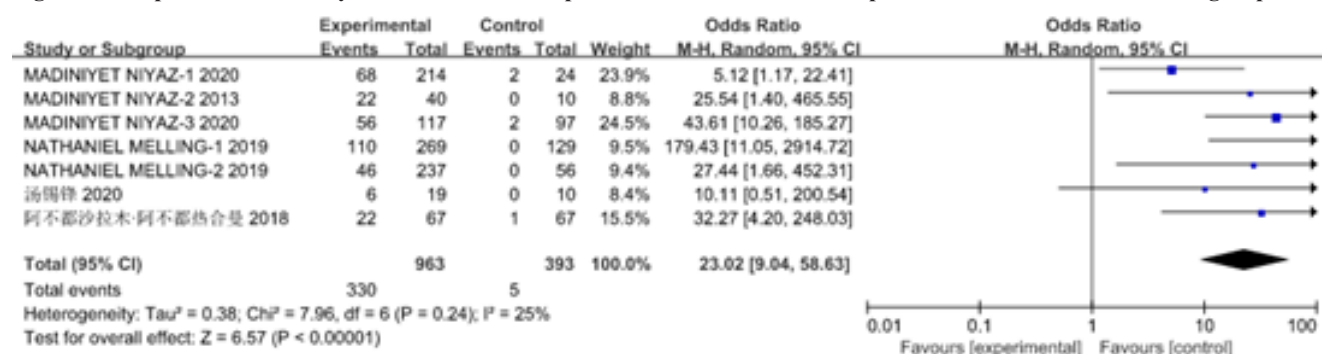 Experimental Control Odds Ratio Odds Ratio
Study or Subgroup Events Total Events Total Weight M-H, Random, 95% CI M-H, Random, 95% CI
MADINIYET NIYAZ-1 2020 68 214 2 24 23.9% 5.12 [1.17, 22.41]
MADINIYET NIYAZ-2 2013 22 40 0 10 8.8% 25.54 [1.40, 465.55]
MADINIYET NIYAZ-3 2020 56 117 2 97 24.5% 43.61 [10.26, 185.27]
NATHANIEL MELLING-1 2019 110 269 0 129 9.5% 179.43 [11.05, 2914.72]
NATHANIEL MELLING-2 2019 46 237 0 56 9.4% 27.44 [1.66, 452.31]
汤锡锋 2020 6 19 0 10 8.4% 10.11 [0.51, 200.54]
阿不都沙拉木·阿不都热合曼 2018 22 67 1 67 15.5% 32.27 [4.20, 248.03]
Total (95% CI) 963 393 100.0% 23.02 [9.04, 58.63]
Total events 330 5
Heterogeneity: Tau² = 0.38; Chi² = 7.96, df = 6 (P = 0.24); I² = 25%
Test for overall effect: Z = 6.57 (P < 0.00001)
0.01 0.1 1 10 100
Favours [experimental] Favours [control]